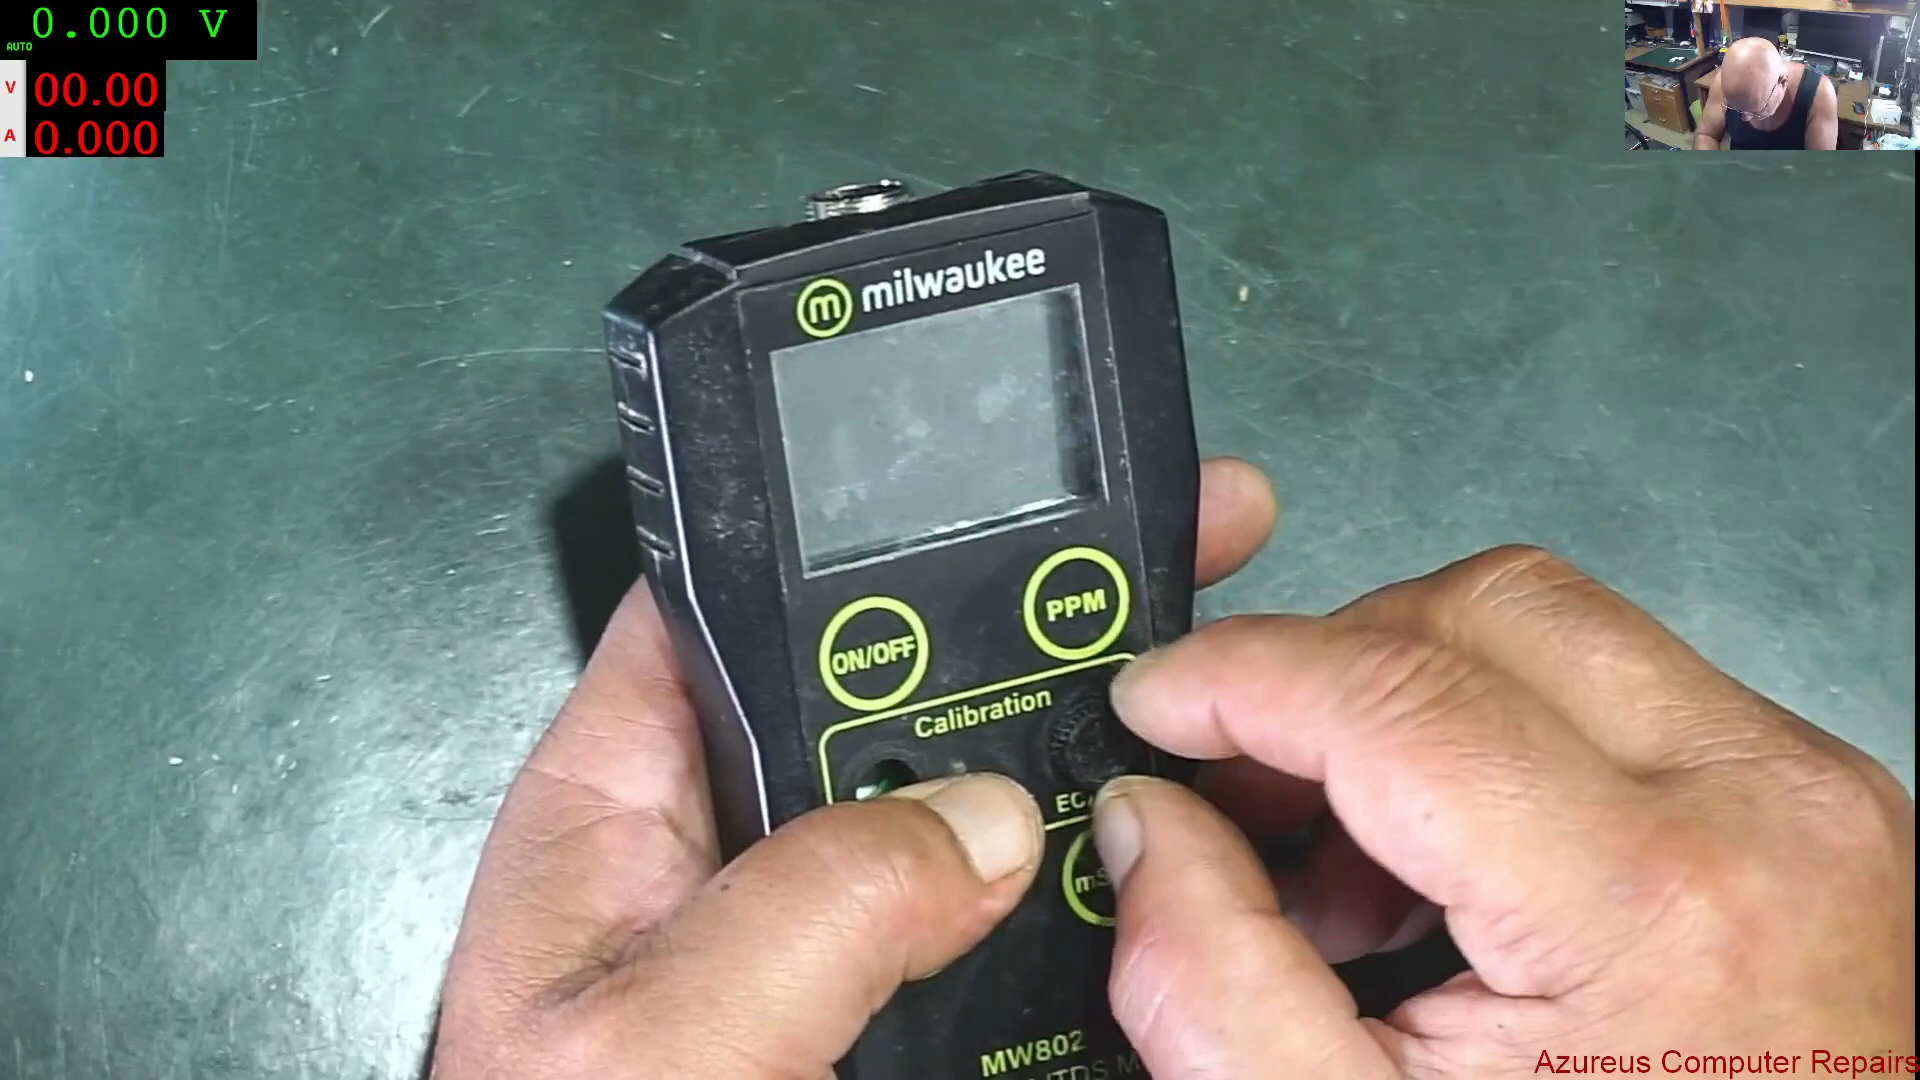 0.000 V
AUTO
V 00.00
A 0.000
m milwaukee
PPM
ON/OFF
Calibration
MW802
Azureus Computer Repairs